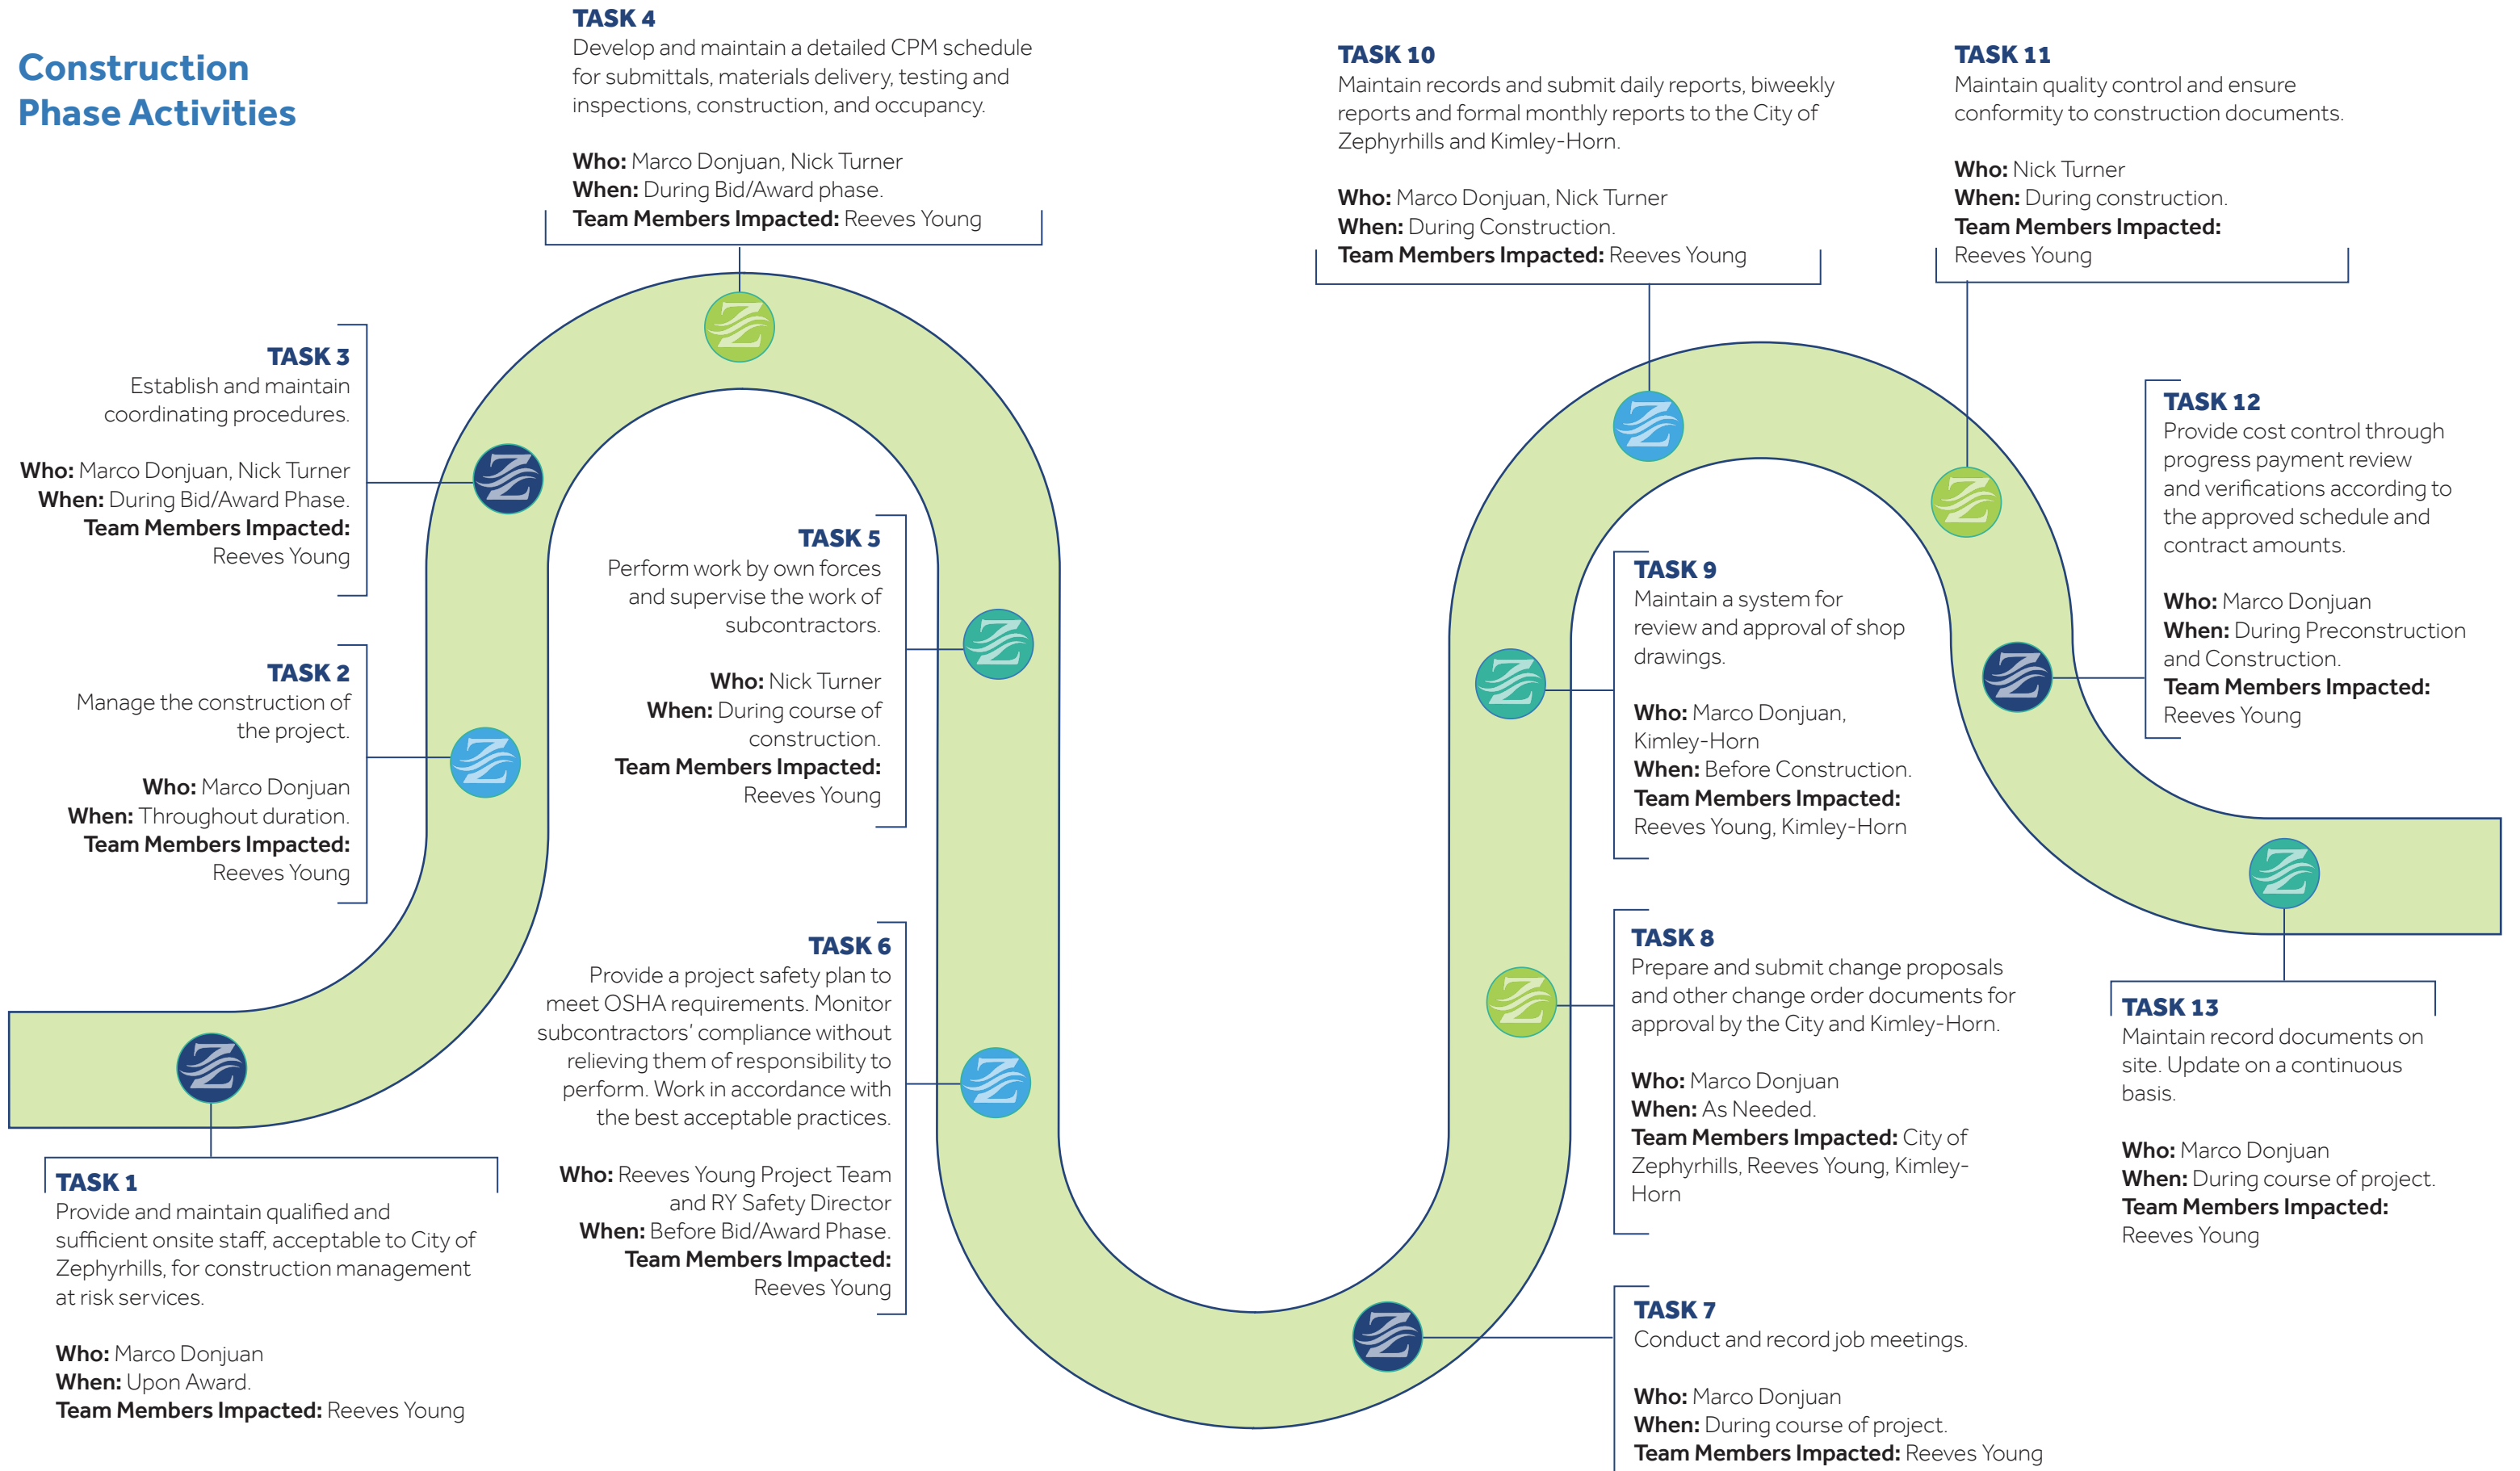 Construction
Phase Activities
TASK 1
Provide and maintain qualified and
sufficient onsite staff, acceptable to City of
Zephyrhills, for construction management
at risk services.
Who: Marco Donjuan
When: Upon Award.
Team Members Impacted: Reeves Young
TASK 2
Manage the construction of
the project.
Who: Marco Donjuan
When: Throughout duration.
Team Members Impacted:
Reeves Young
TASK 3
Establish and maintain
coordinating procedures.
Who: Marco Donjuan, Nick Turner
When: During Bid/Award Phase.
Team Members Impacted:
Reeves Young
TASK 4
Develop and maintain a detailed CPM schedule
for submittals, materials delivery, testing and
inspections, construction, and occupancy.
Who: Marco Donjuan, Nick Turner
When: During Bid/Award phase.
Team Members Impacted: Reeves Young
TASK 5
Perform work by own forces
and supervise the work of
subcontractors.
Who: Nick Turner
When: During course of
construction.
Team Members Impacted:
Reeves Young
TASK 6
Provide a project safety plan to
meet OSHA requirements. Monitor
subcontractors' compliance without
relieving them of responsibility to
perform. Work in accordance with
the best acceptable practices.
Who: Reeves Young Project Team
and RY Safety Director
When: Before Bid/Award Phase.
Team Members Impacted:
Reeves Young
TASK 7
Conduct and record job meetings.
Who: Marco Donjuan
When: During course of project.
Team Members Impacted: Reeves Young
TASK 8
Prepare and submit change proposals
and other change order documents for
approval by the City and Kimley-Horn.
Who: Marco Donjuan
When: As Needed.
Team Members Impacted: City of
Zephyrhills, Reeves Young, Kimley-
Horn
TASK 9
Maintain a system for
review and approval of shop
drawings.
Who: Marco Donjuan,
Kimley-Horn
When: Before Construction.
Team Members Impacted:
Reeves Young, Kimley-Horn
TASK 10
Maintain records and submit daily reports, biweekly
reports and formal monthly reports to the City of
Zephyrhills and Kimley-Horn.
Who: Marco Donjuan, Nick Turner
When: During Construction.
Team Members Impacted: Reeves Young
TASK 11
Maintain quality control and ensure
conformity to construction documents.
Who: Nick Turner
When: During construction.
Team Members Impacted:
Reeves Young
TASK 12
Provide cost control through
progress payment review
and verifications according to
the approved schedule and
contract amounts.
Who: Marco Donjuan
When: During Preconstruction
and Construction.
Team Members Impacted:
Reeves Young
TASK 13
Maintain record documents on
site. Update on a continuous
basis.
Who: Marco Donjuan
When: During course of project.
Team Members Impacted:
Reeves Young